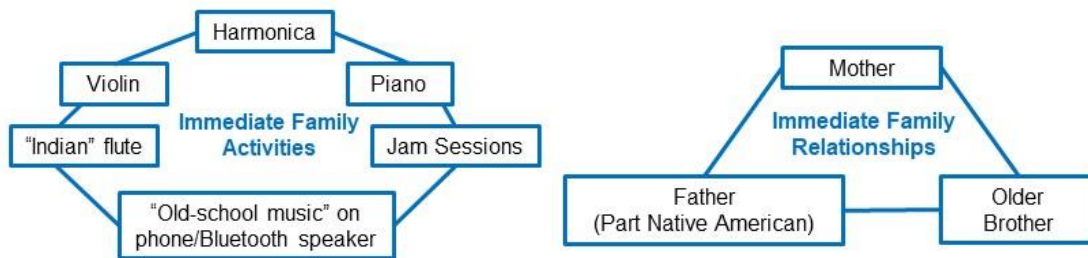 Harmonica
Violin
Piano
Immediate Family
Activities
“Indian” flute
Jam Sessions
“Old-school music” on
phone/Bluetooth speaker
Mother
Immediate Family
Relationships
Father
(Part Native American)
Older
Brother